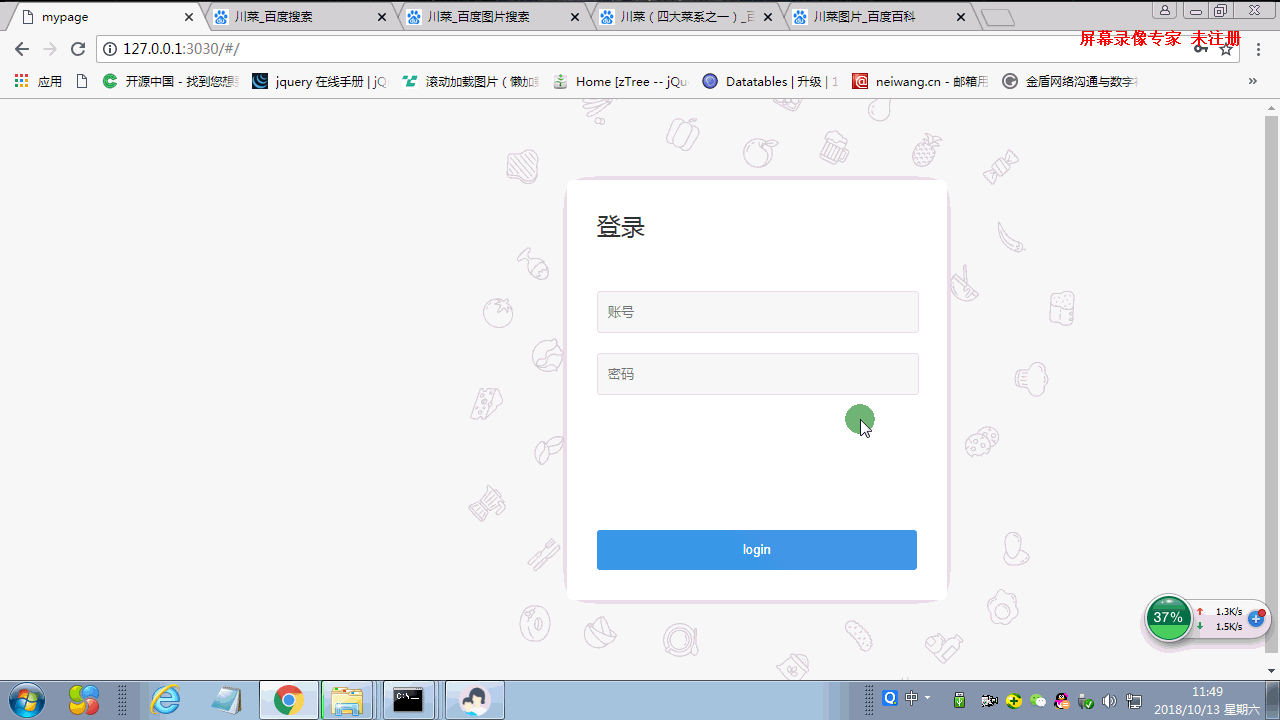 mypage
川菜_百度搜索
川菜_百度图片搜索
川菜（四大菜系之一）_百
川菜图片_百度百科
127.0.0.1:3030/#/
屏幕录像专家 未注册
应用
开源中国 - 找到您想
jquery 在线手册 | jQ
滚动加载图片（懒加
Home [zTree -- jQu
Datatables | 升级 | 1
neiwang.cn - 邮箱用
金盾网络沟通与数字
»
登录
账号
密码
login
37%
1.3K/s
1.5K/s
C:\_
中
11:49
2018/10/13 星期六